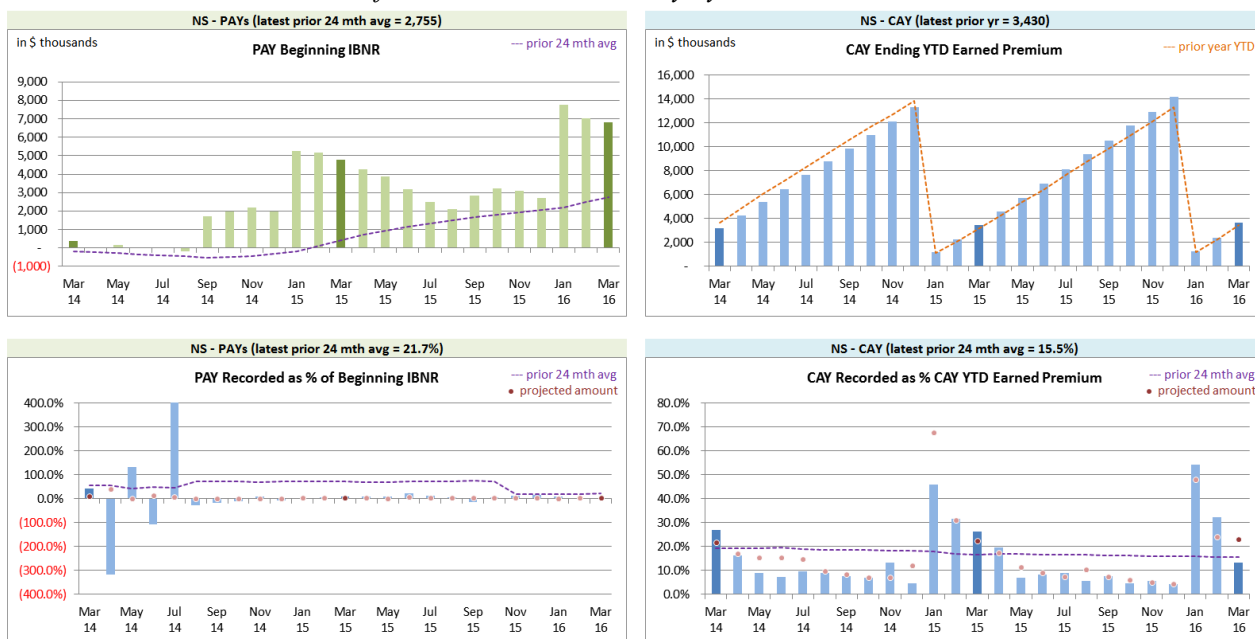 NS - PAYs (latest prior 24 mth avg = 2,755)
in $ thousands
PAY Beginning IBNR
--- prior 24 mth avg
9,000
8,000
7,000
6,000
5,000
4,000
3,000
2,000
1,000
-
(1,000)
Mar May Jul Sep Nov Jan Mar May Jul Sep Nov Jan Mar
14 14 14 14 14 15 15 15 15 15 15 16 16
NS - CAY (latest prior yr = 3,430)
in $ thousands
CAY Ending YTD Earned Premium
--- prior year YTD
16,000
14,000
12,000
10,000
8,000
6,000
4,000
2,000
-
Mar May Jul Sep Nov Jan Mar May Jul Sep Nov Jan Mar
14 14 14 14 14 15 15 15 15 15 15 16 16
NS - PAYs (latest prior 24 mth avg = 21.7%)
PAY Recorded as % of Beginning IBNR
--- prior 24 mth avg
• projected amount
400.0%
300.0%
200.0%
100.0%
0.0%
(100.0%)
(200.0%)
(300.0%)
(400.0%)
Mar May Jul Sep Nov Jan Mar May Jul Sep Nov Jan Mar
14 14 14 14 14 15 15 15 15 15 15 16 16
NS - CAY (latest prior 24 mth avg = 15.5%)
CAY Recorded as % CAY YTD Earned Premium
--- prior 24 mth avg
• projected amount
80.0%
70.0%
60.0%
50.0%
40.0%
30.0%
20.0%
10.0%
0.0%
Mar May Jul Sep Nov Jan Mar May Jul Sep Nov Jan Mar
14 14 14 14 14 15 15 15 15 15 15 16 16